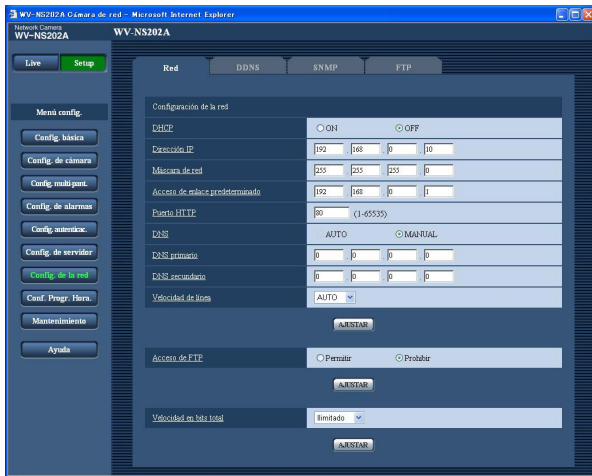 WV-NS202A Cámara de red - Microsoft Internet Explorer
Network Camera
WV-NS202A
WV-NS202A
Live Setup
Red DDNS SNMP FTP
Menú config.
Config. básica
Config. de cámara
Config. multi-pant.
Config. de alarmas
Config. autenticac.
Config. de servidor
Config. de la red
Conf. Progr. Hora.
Mantenimiento
Ayuda
Configuración de la red
DHCP ON OFF
Dirección IP 192 . 168 . 0 . 10
Máscara de red 255 . 255 . 255 . 0
Acceso de enlace predeterminado 192 . 168 . 0 . 1
Puerto HTTP 80 (1-65535)
DNS AUTO MANUAL
DNS primario 0 . 0 . 0 . 0
DNS secundario 0 . 0 . 0 . 0
Velocidad de línea AUTO
AJUSTAR
Acceso de FTP Permitir Prohibir
AJUSTAR
Velocidad en bits total Ilimitado
AJUSTAR